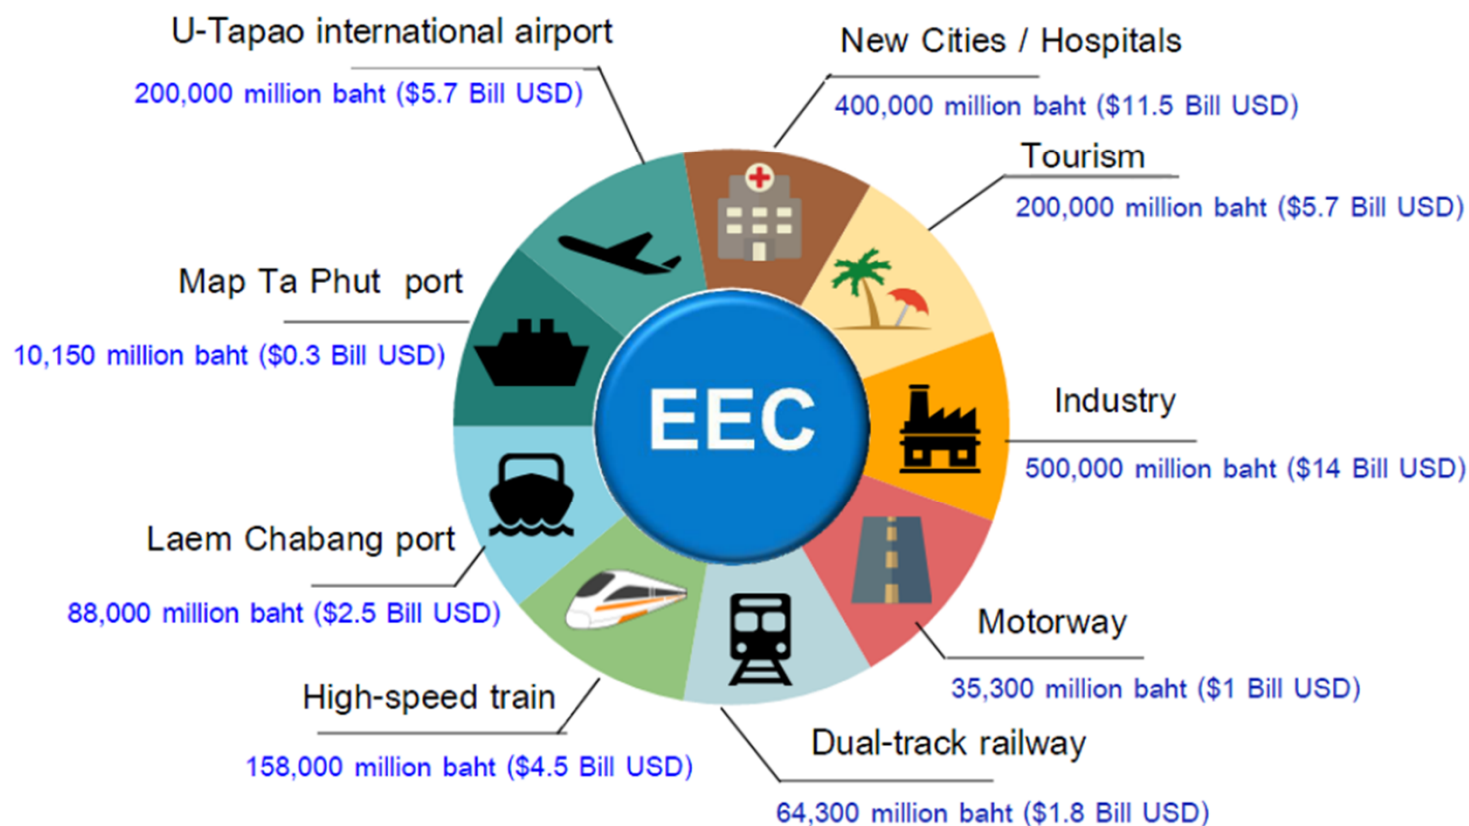 U-Tapao international airport
200,000 million baht ($5.7 Bill USD)
New Cities / Hospitals
400,000 million baht ($11.5 Bill USD)
Tourism
200,000 million baht ($5.7 Bill USD)
Map Ta Phut port
10,150 million baht ($0.3 Bill USD)
EEC
Industry
500,000 million baht ($14 Bill USD)
Laem Chabang port
88,000 million baht ($2.5 Bill USD)
Motorway
35,300 million baht ($1 Bill USD)
High-speed train
158,000 million baht ($4.5 Bill USD)
Dual-track railway
64,300 million baht ($1.8 Bill USD)